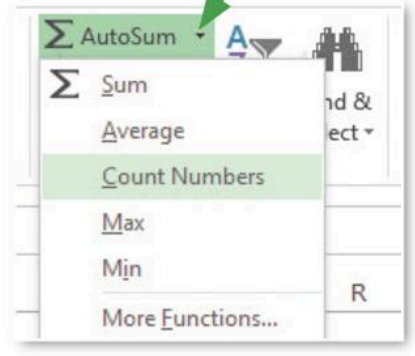 Σ AutoSum
Σ Sum
Average
Count Numbers
Max
Min
More Functions...
nd &
ect
R